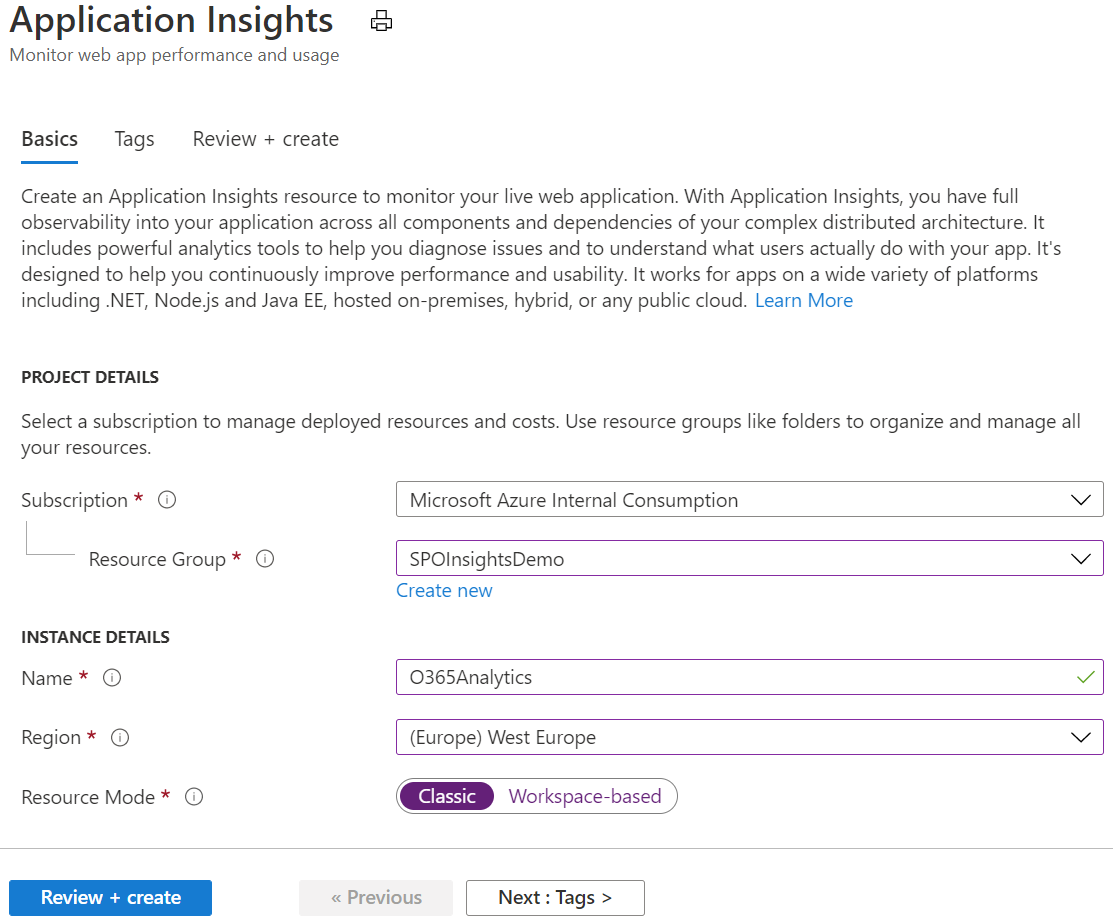 Application Insights
Monitor web app performance and usage
Basics Tags Review + create
Create an Application Insights resource to monitor your live web application. With Application Insights, you have full
observability into your application across all components and dependencies of your complex distributed architecture. It
includes powerful analytics tools to help you diagnose issues and to understand what users actually do with your app. It's
designed to help you continuously improve performance and usability. It works for apps on a wide variety of platforms
including .NET, Node.js and Java EE, hosted on-premises, hybrid, or any public cloud. Learn More
PROJECT DETAILS
Select a subscription to manage deployed resources and costs. Use resource groups like folders to organize and manage all
your resources.
Subscription * Microsoft Azure Internal Consumption
Resource Group * SPOInsightsDemo
Create new
INSTANCE DETAILS
Name * O365Analytics
Region * (Europe) West Europe
Resource Mode * Classic Workspace-based
Review + create « Previous Next : Tags >